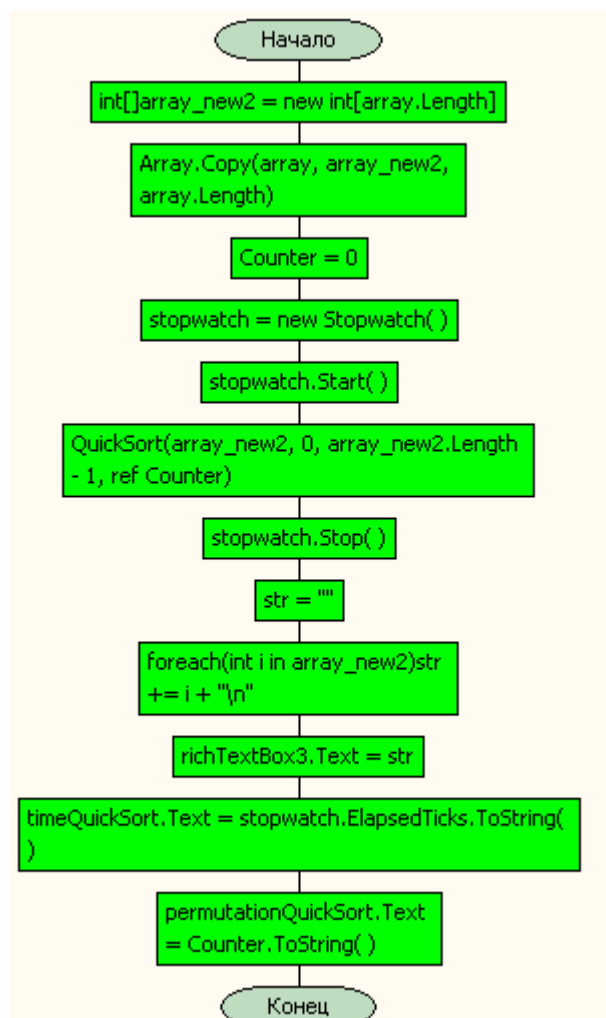 Начало
int[]array_new2 = new int[array.Length]
Array.Copy(array, array_new2,
array.Length)
Counter = 0
stopwatch = new Stopwatch( )
stopwatch.Start( )
QuickSort(array_new2, 0, array_new2.Length
- 1, ref Counter)
stopwatch.Stop( )
str = ""
foreach(int i in array_new2)str
+= i + "\n"
richTextBox3.Text = str
timeQuickSort.Text = stopwatch.ElapsedTicks.ToString(
)
permutationQuickSort.Text
= Counter.ToString( )
Конец